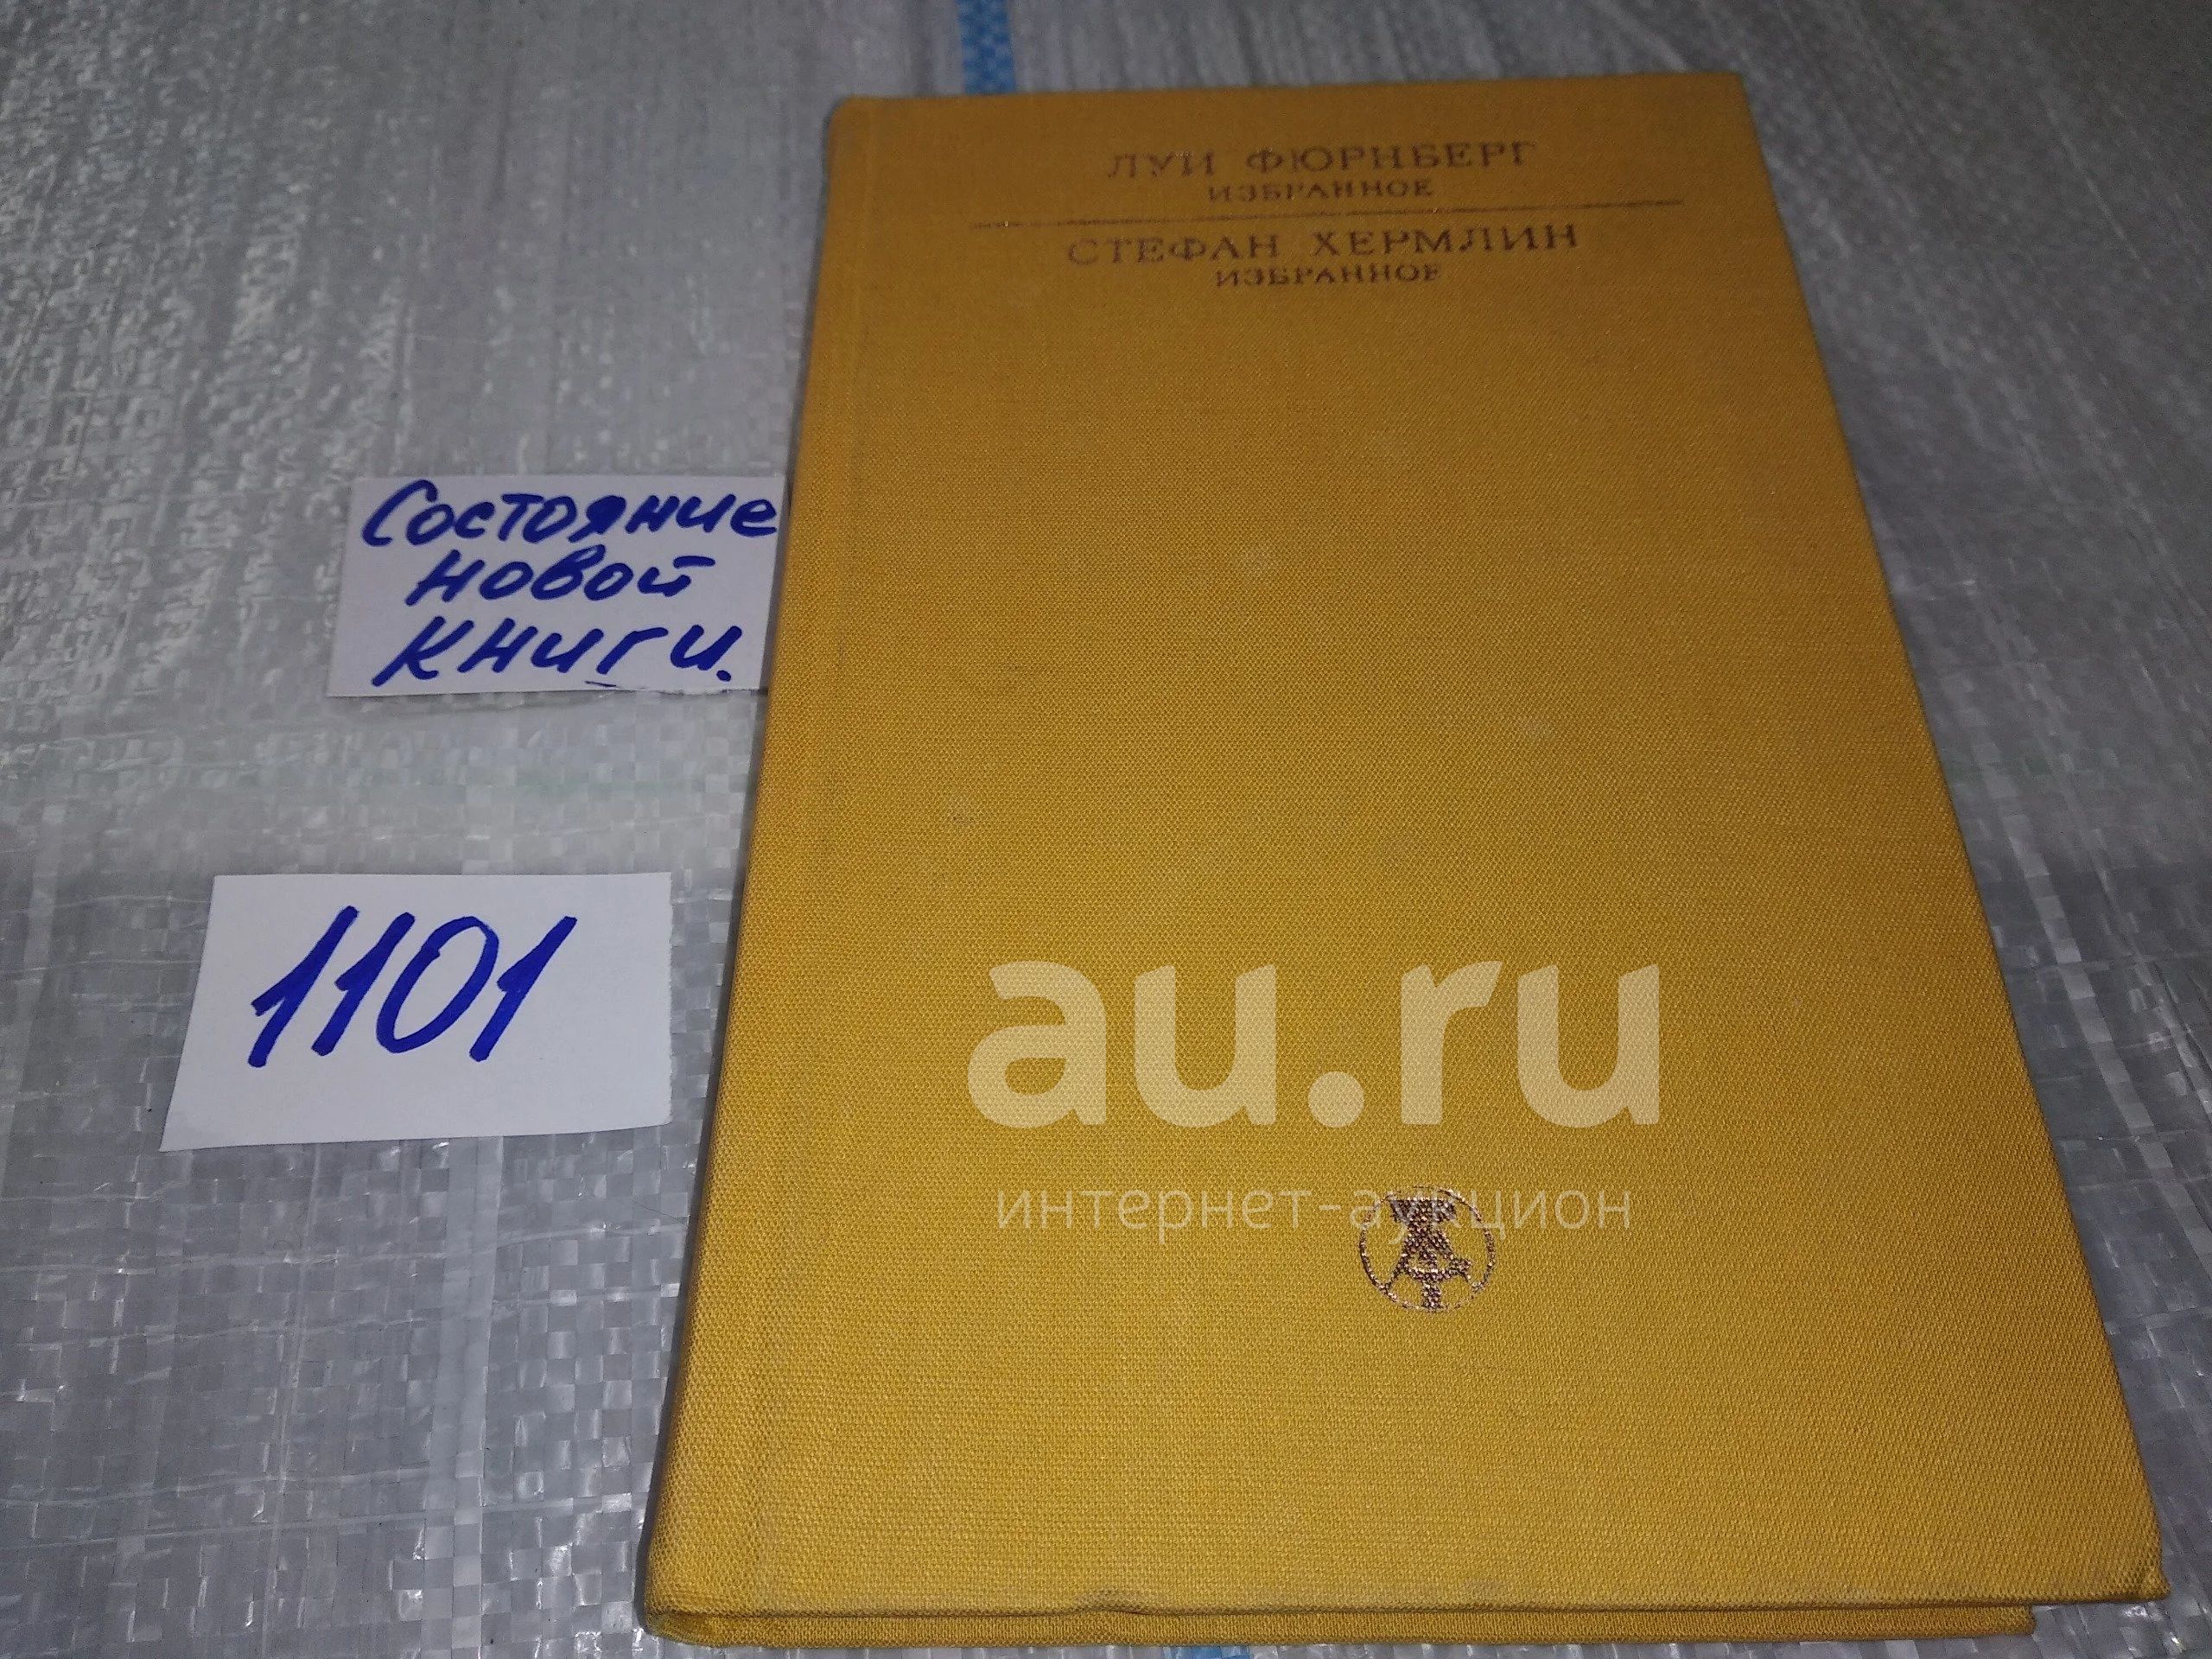 ЛУИ ФЮРНБЕРГ
ИЗБРАННОЕ
СТЕФАН ХЕРМЛИН
ИЗБРАННОЕ
Состояние
новой
книги.
1101
au.ru
интернет-аукцион